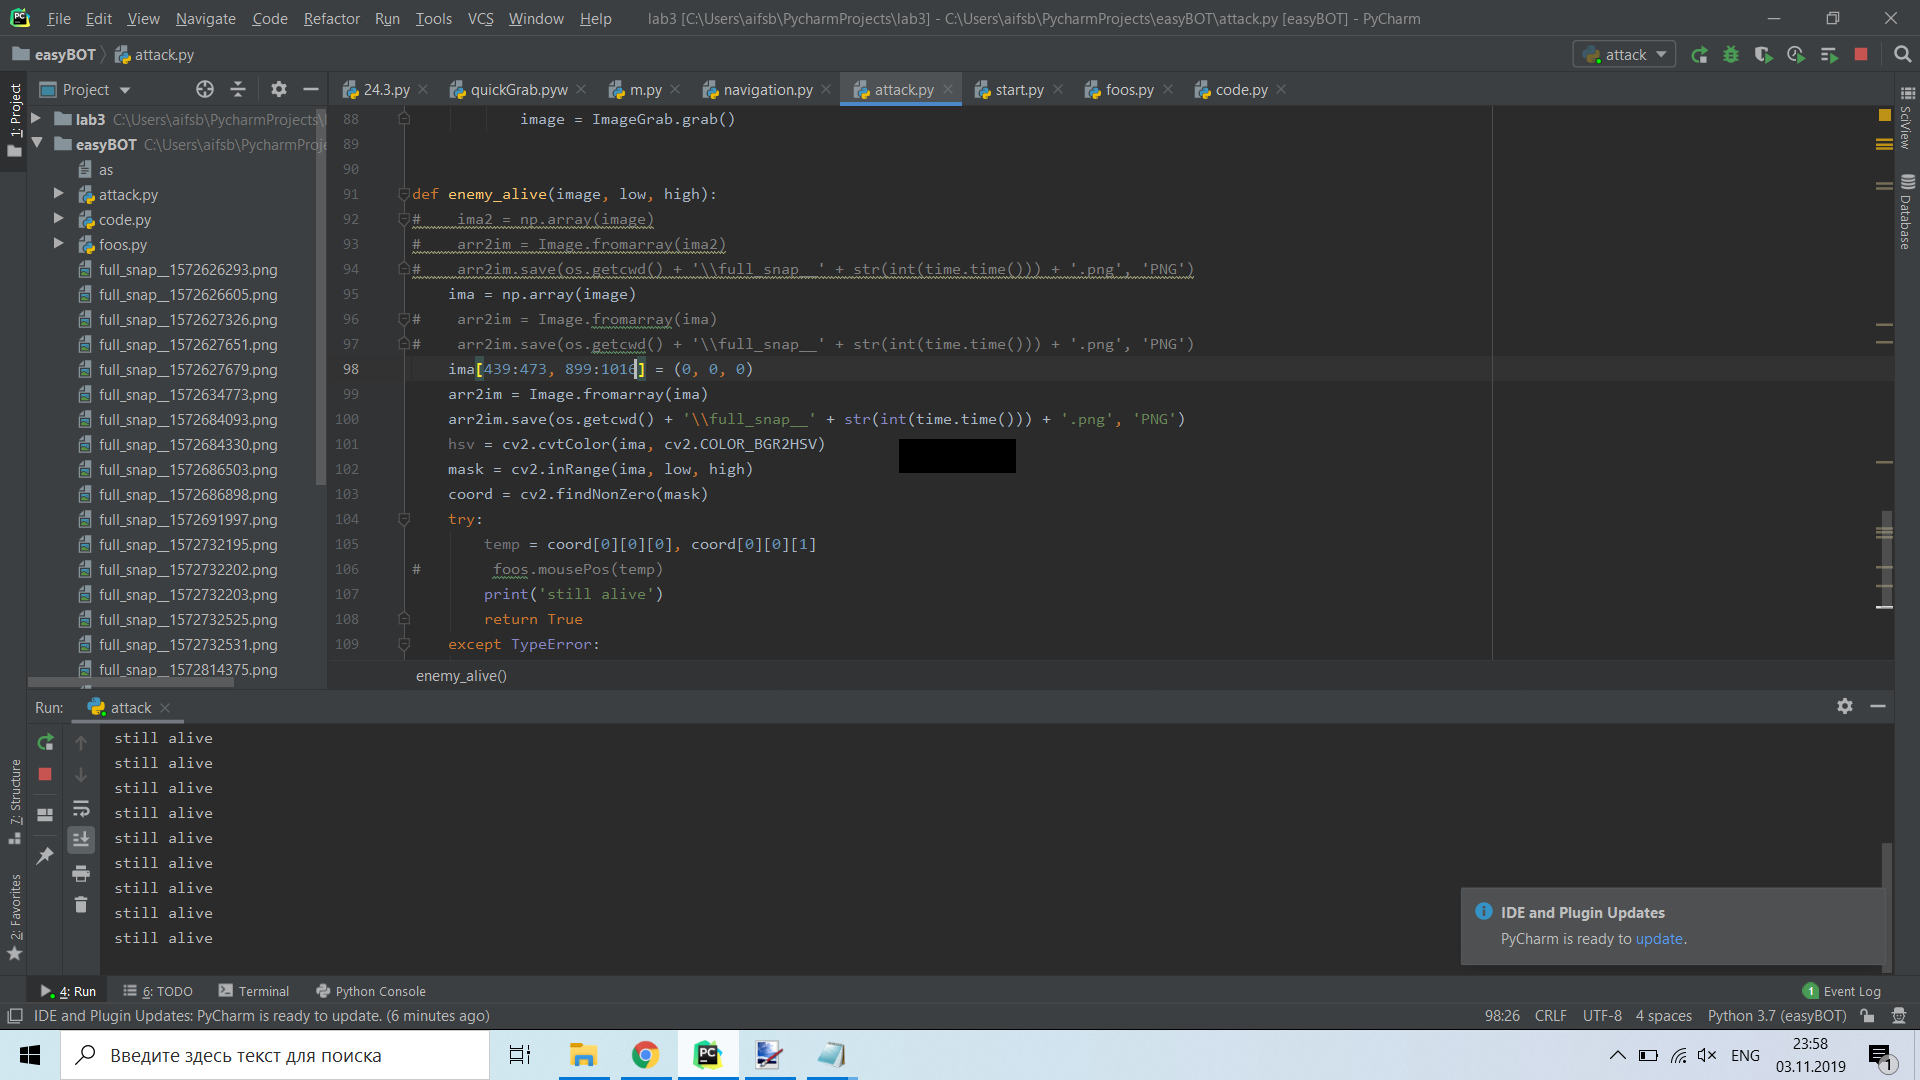 File Edit View Navigate Code Refactor Run Tools VCS Window Help lab3 [C:\Users\aifsb\PycharmProjects\lab3] - C:\Users\aifsb\PycharmProjects\easyBOT\attack.py [easyBOT] - PyCharm
easyBOT attack.py attack
Project 24.3.py quickGrab.pyw m.py navigation.py attack.py start.py foos.py code.py
1: Project
lab3 C:\Users\aifsb\PycharmProjects\
easyBOT C:\Users\aifsb\PycharmProje
as
attack.py
code.py
foos.py
full_snap__1572626293.png
full_snap__1572626605.png
full_snap__1572627326.png
full_snap__1572627651.png
full_snap__1572627679.png
full_snap__1572634773.png
full_snap__1572684093.png
full_snap__1572684330.png
full_snap__1572686503.png
full_snap__1572686898.png
full_snap__1572691997.png
full_snap__1572732195.png
full_snap__1572732202.png
full_snap__1572732203.png
full_snap__1572732525.png
full_snap__1572732531.png
full_snap__1572814375.png
88 image = ImageGrab.grab()
89
90
91 def enemy_alive(image, low, high):
92 # ima2 = np.array(image)
93 # arr2im = Image.fromarray(ima2)
94 # arr2im.save(os.getcwd() + '\\full_snap__' + str(int(time.time())) + '.png', 'PNG')
95 ima = np.array(image)
96 # arr2im = Image.fromarray(ima)
97 # arr2im.save(os.getcwd() + '\\full_snap__' + str(int(time.time())) + '.png', 'PNG')
98 ima[439:473, 899:1016] = (0, 0, 0)
99 arr2im = Image.fromarray(ima)
100 arr2im.save(os.getcwd() + '\\full_snap__' + str(int(time.time())) + '.png', 'PNG')
101 hsv = cv2.cvtColor(ima, cv2.COLOR_BGR2HSV)
102 mask = cv2.inRange(ima, low, high)
103 coord = cv2.findNonZero(mask)
104 try:
105 temp = coord[0][0][0], coord[0][0][1]
106 # foos.mousePos(temp)
107 print('still alive')
108 return True
109 except TypeError:
enemy_alive()
SciView
Database
Run: attack
still alive
still alive
still alive
still alive
still alive
still alive
still alive
still alive
still alive
7: Structure
2: Favorites
IDE and Plugin Updates
PyCharm is ready to update.
4: Run 6: TODO Terminal Python Console 1 Event Log
IDE and Plugin Updates: PyCharm is ready to update. (6 minutes ago) 98:26 CRLF UTF-8 4 spaces Python 3.7 (easyBOT)
Введите здесь текст для поиска PC ENG 23:58
03.11.2019 1